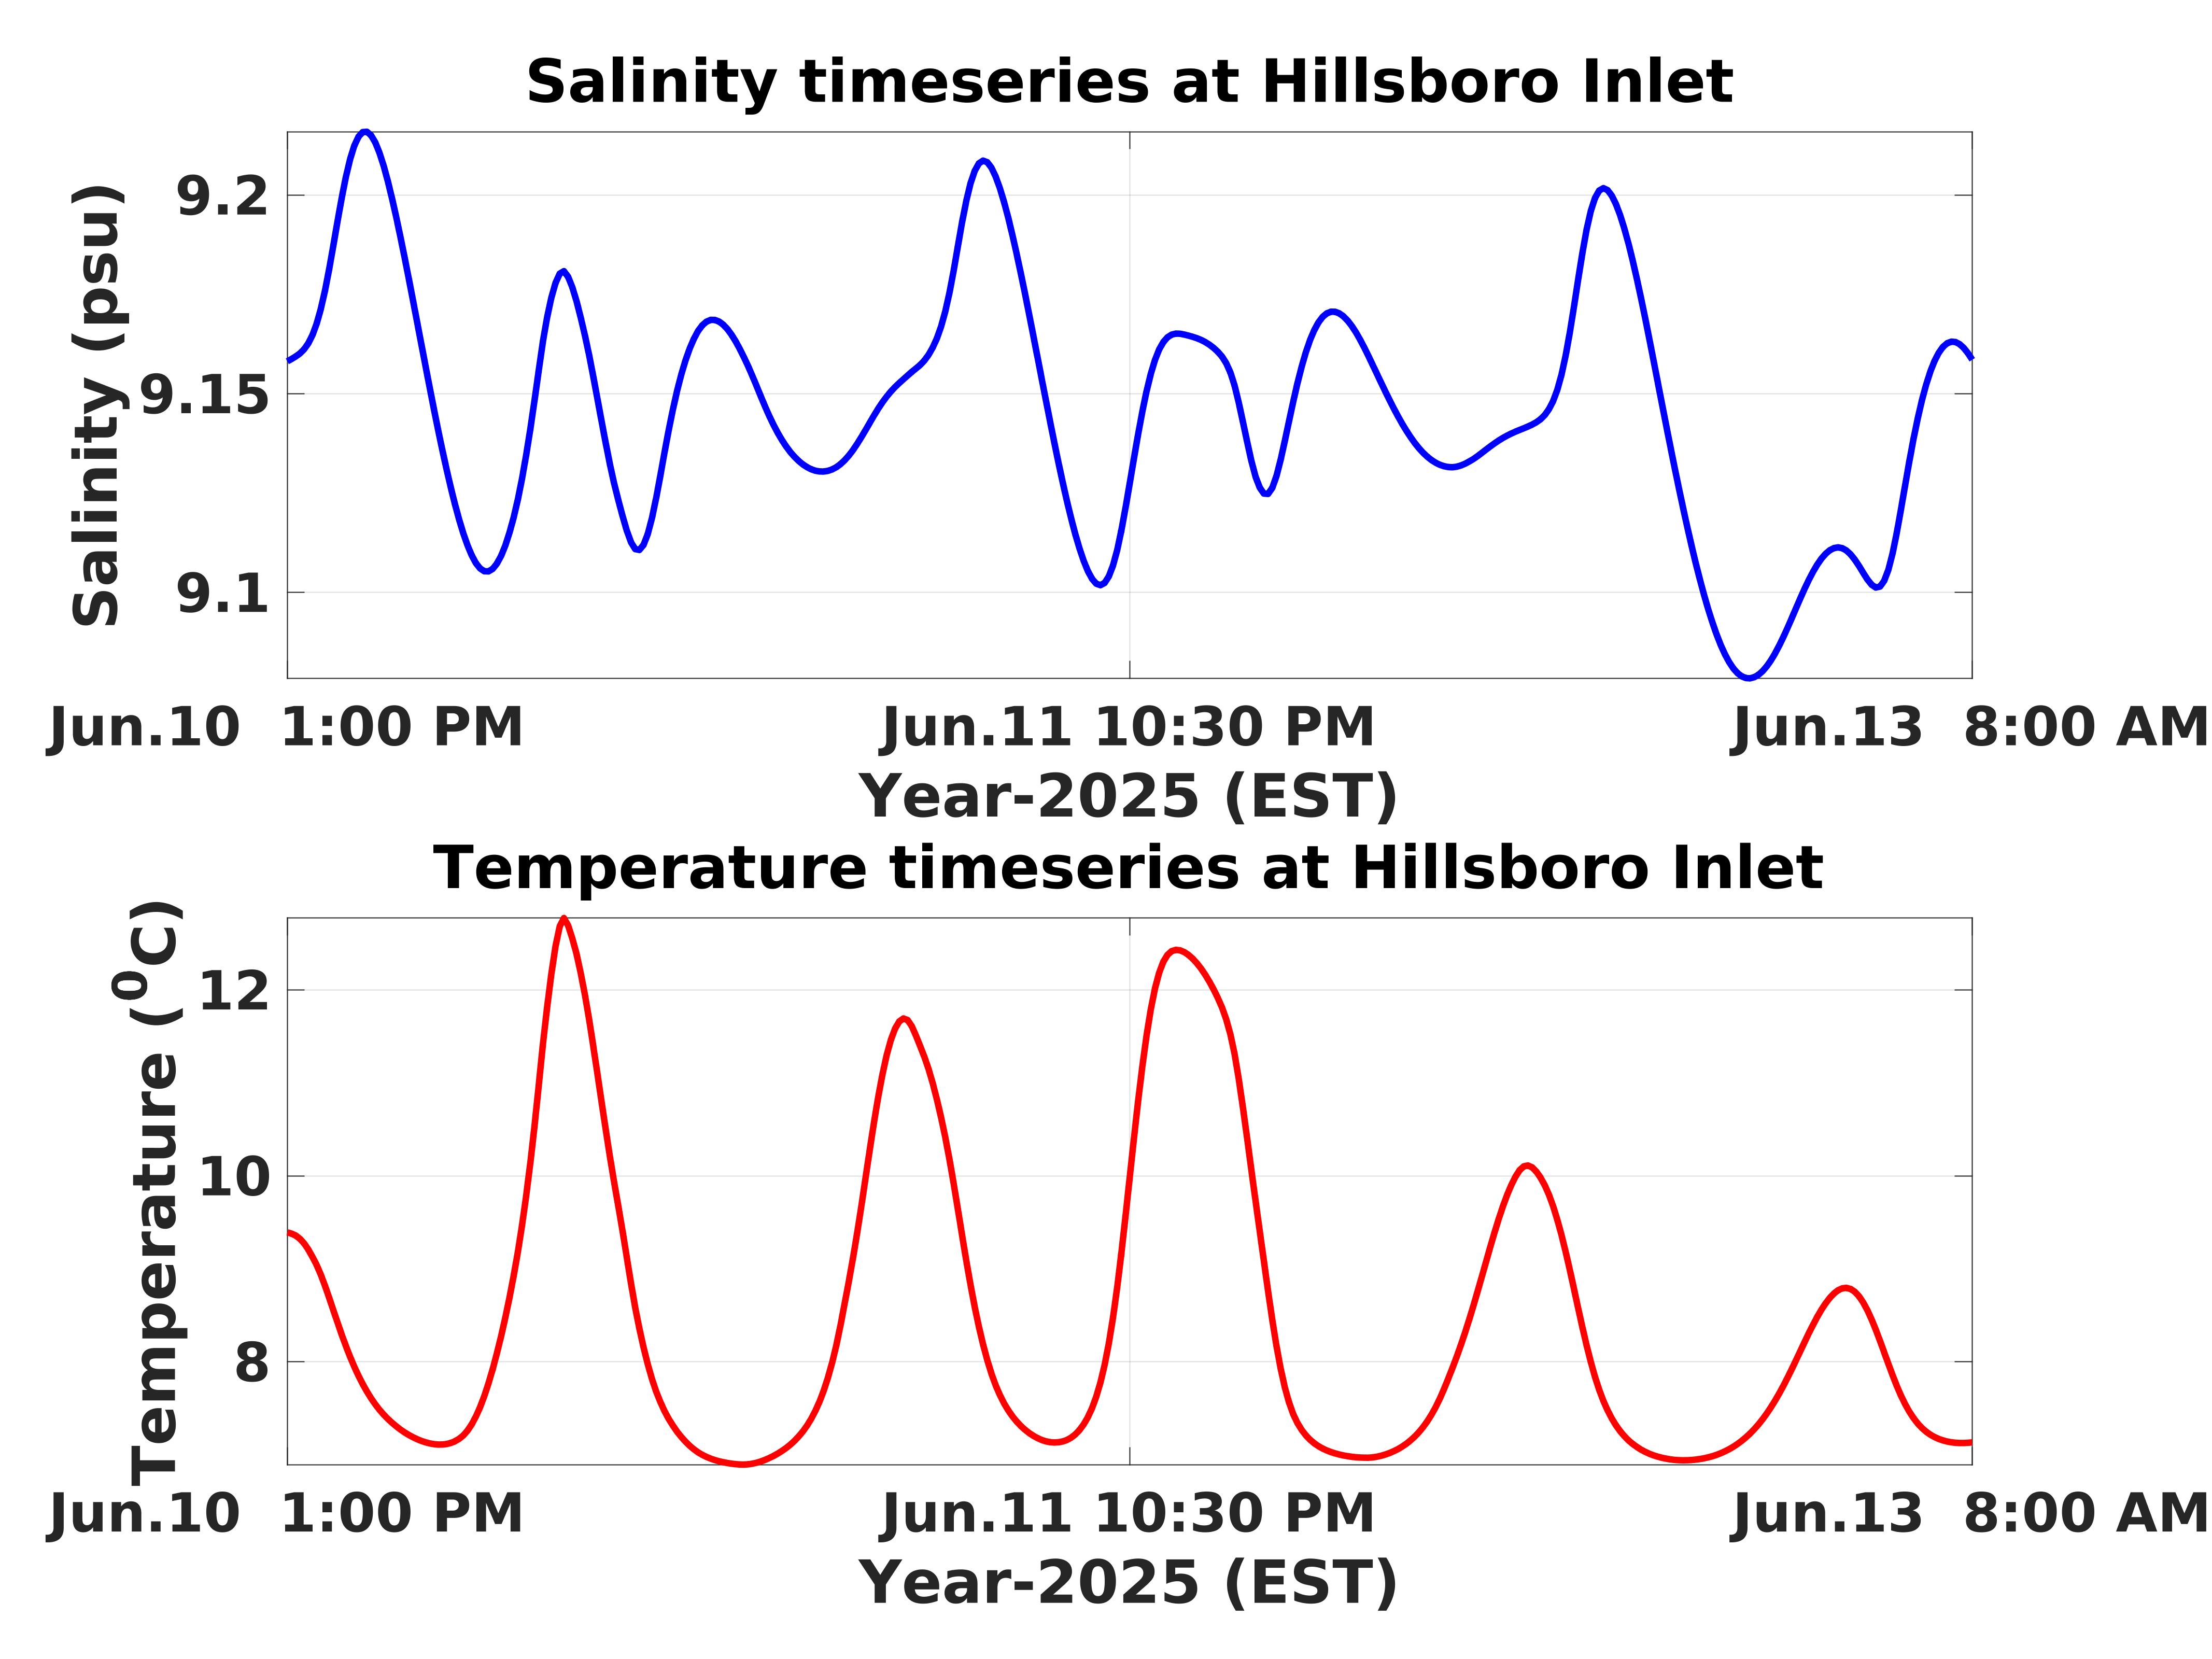 Salinity timeseries at Hillsboro Inlet
Salinity (psu)
9.2
9.15
9.1
Jun.10  1:00 PM
Jun.11 10:30 PM
Jun.13  8:00 AM
Year-2025 (EST)
Temperature timeseries at Hillsboro Inlet
Temperature (⁰C)
12
10
8
Jun.10  1:00 PM
Jun.11 10:30 PM
Jun.13  8:00 AM
Year-2025 (EST)